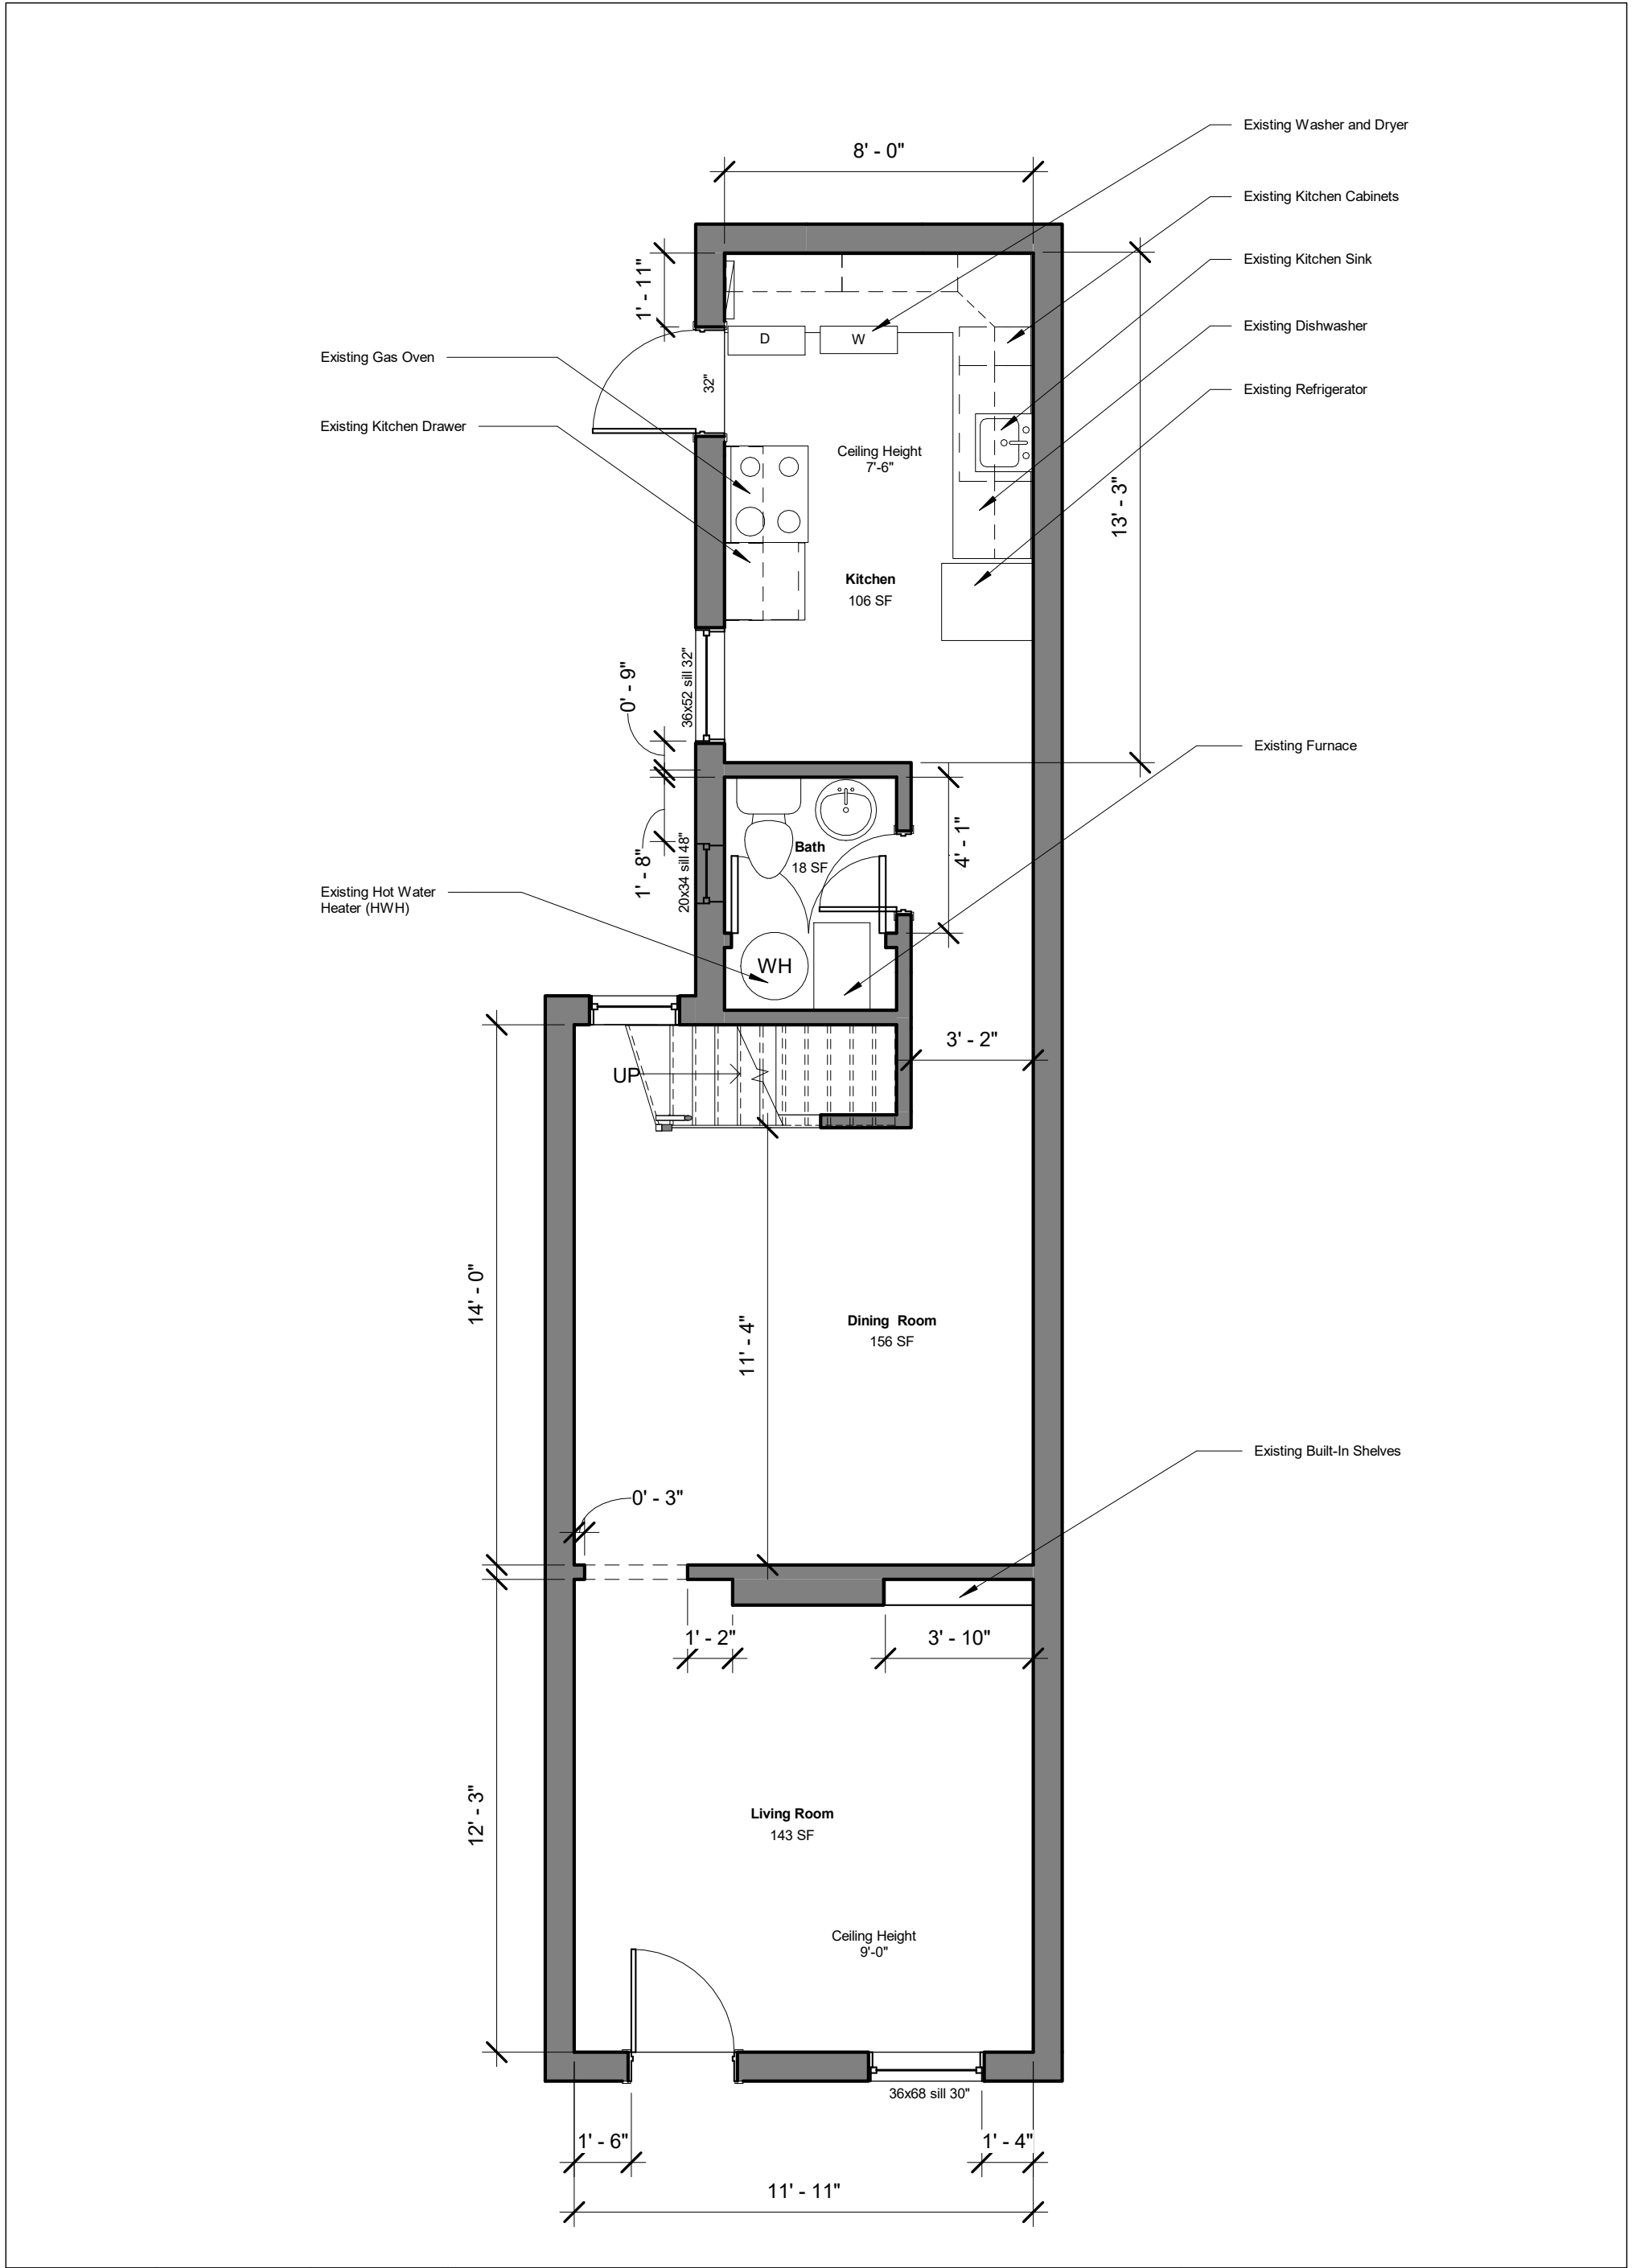 Existing Washer and Dryer
8' - 0"
Existing Kitchen Cabinets
Existing Kitchen Sink
1' - 11"
Existing Dishwasher
D
W
Existing Gas Oven
32"
Existing Refrigerator
Existing Kitchen Drawer
Ceiling Height
7'-6"
13' - 3"
Kitchen
106 SF
0' - 9"
36x52 sill 32"
Existing Furnace
4' - 1"
Bath
18 SF
1' - 8"
20x34 sill 48"
Existing Hot Water
Heater (HWH)
WH
3' - 2"
UP
14' - 0"
11' - 4"
Dining Room
156 SF
Existing Built-In Shelves
0' - 3"
1' - 2"
3' - 10"
12' - 3"
Living Room
143 SF
Ceiling Height
9'-0"
36x68 sill 30"
1' - 6"
1' - 4"
11' - 11"